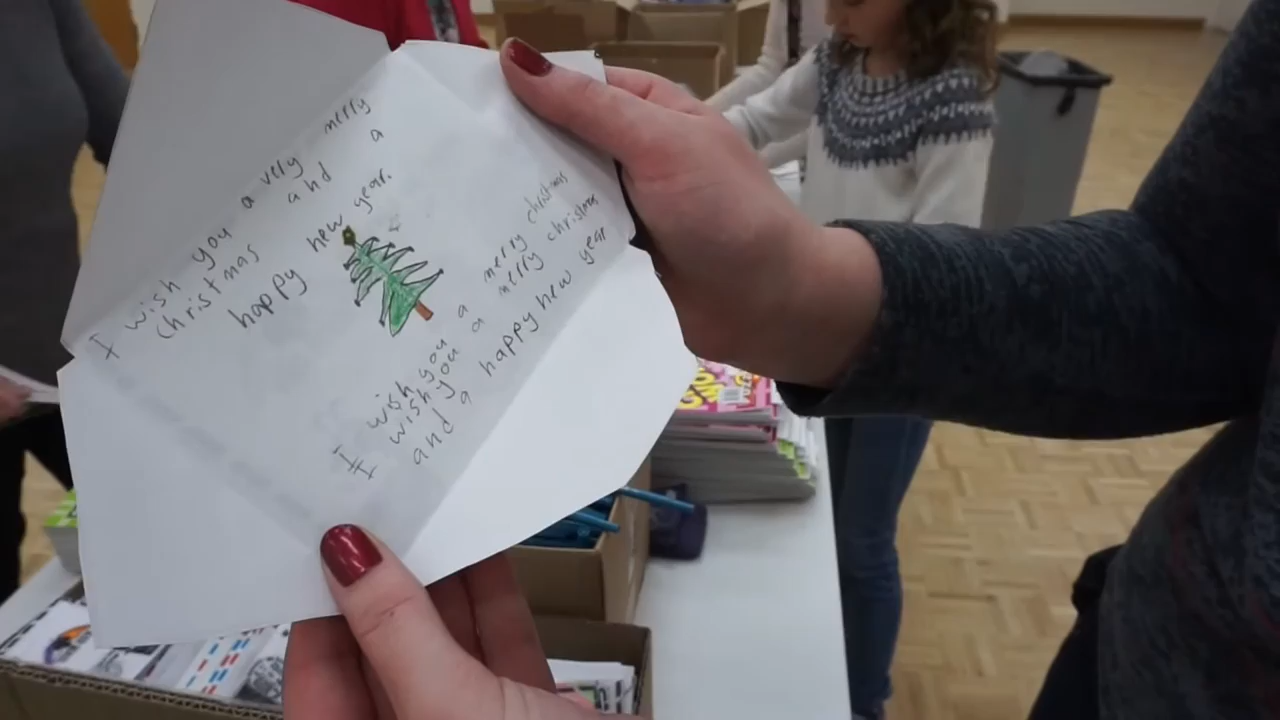 I wish you a very merry
christmas and a
happy new year.
I wish you a merry christmas
I wish you a merry christmas
and a happy new year